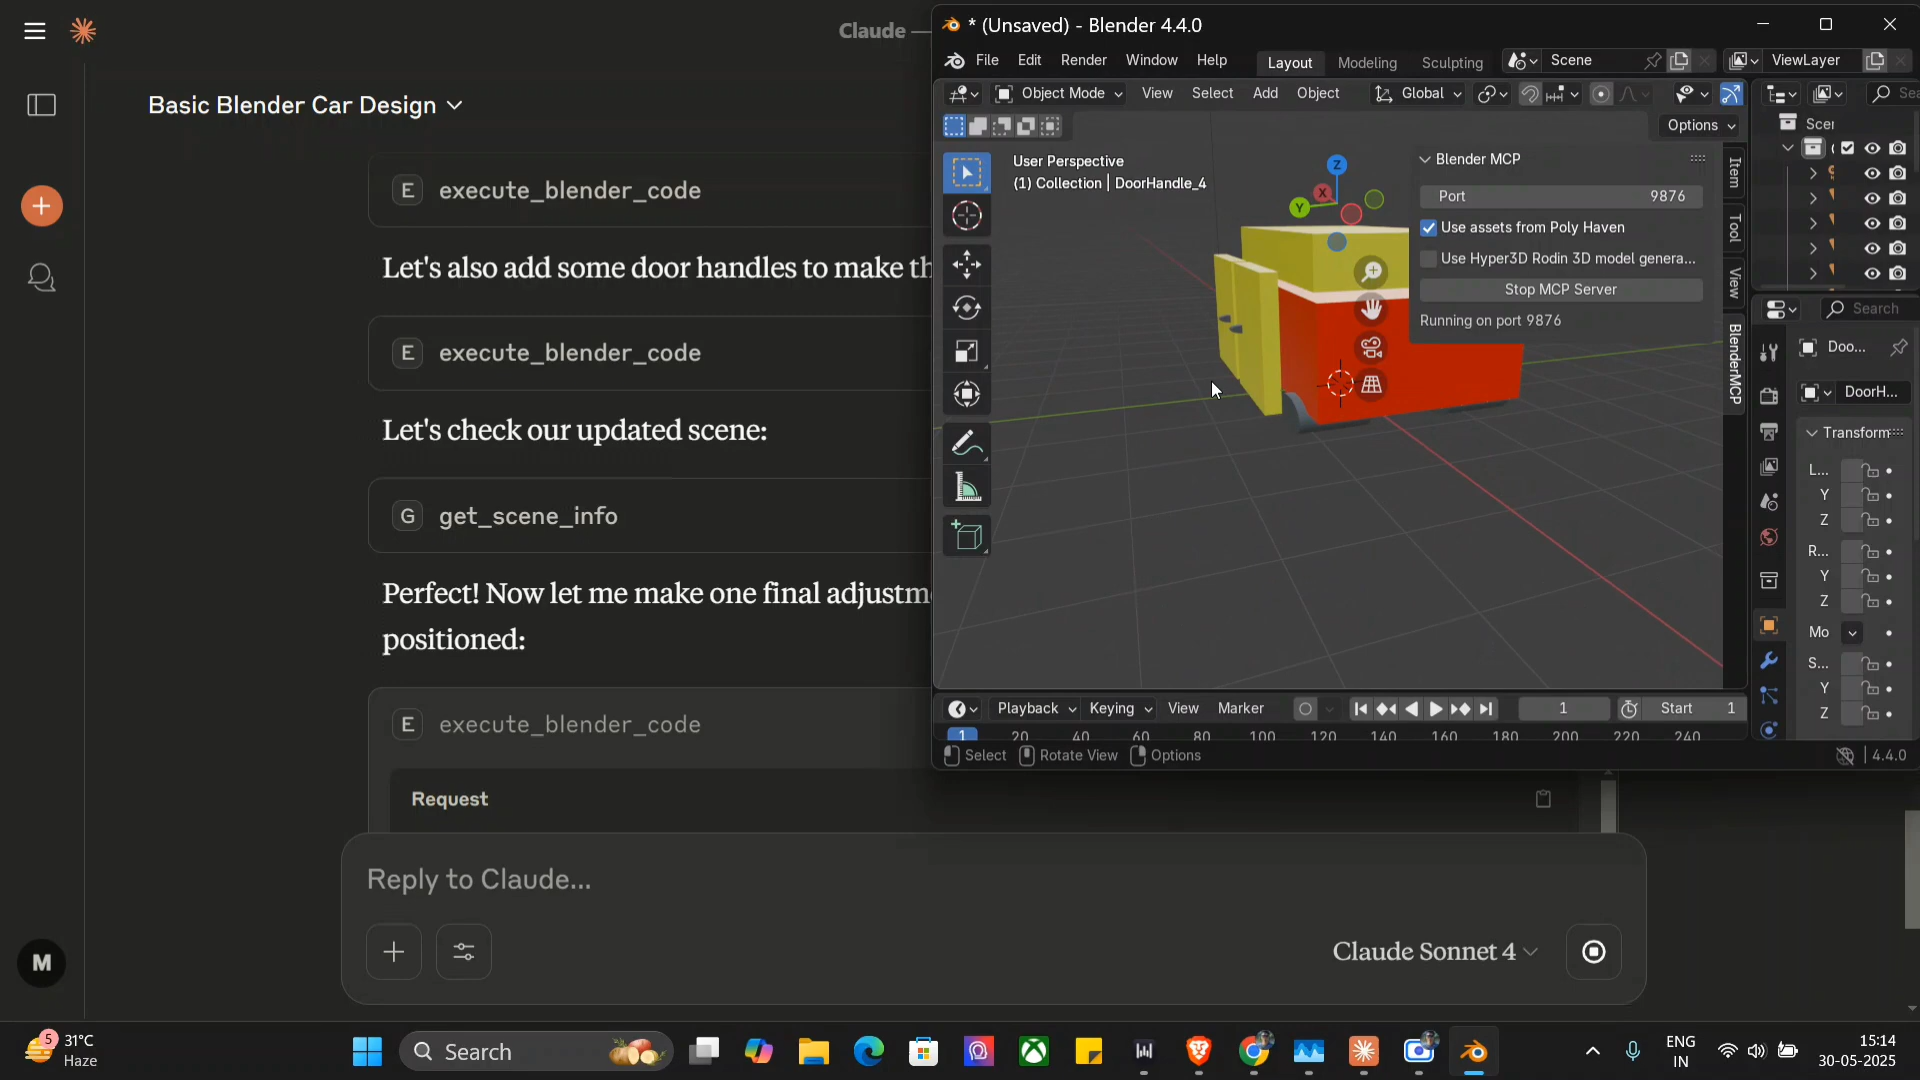 Claude —
Basic Blender Car Design
E execute_blender_code
Let's also add some door handles to make th
E execute_blender_code
Let's check our updated scene:
G get_scene_info
Perfect! Now let me make one final adjustm
positioned:
E execute_blender_code
Request
Reply to Claude...
Claude Sonnet 4
M
* (Unsaved) - Blender 4.4.0
File Edit Render Window Help Layout Modeling Sculpting Scene ViewLayer
Object Mode View Select Add Object Global
Options
User Perspective
(1) Collection | DoorHandle_4
Z
X
Y
Blender MCP
Port 9876
Use assets from Poly Haven
Use Hyper3D Rodin 3D model genera...
Stop MCP Server
Running on port 9876
Item
Tool
View
BlenderMCP
Sea
Scer
Search
Doo...
DoorH...
Transform
L...
Y
Z
R...
Y
Z
Mo
S...
Y
Z
Playback Keying View Marker 1 Start 1
1 20 40 60 80 100 120 140 160 180 200 220 240
Select Rotate View Options 4.4.0
5
31°C
Haze
Search
ENG
IN
15:14
30-05-2025